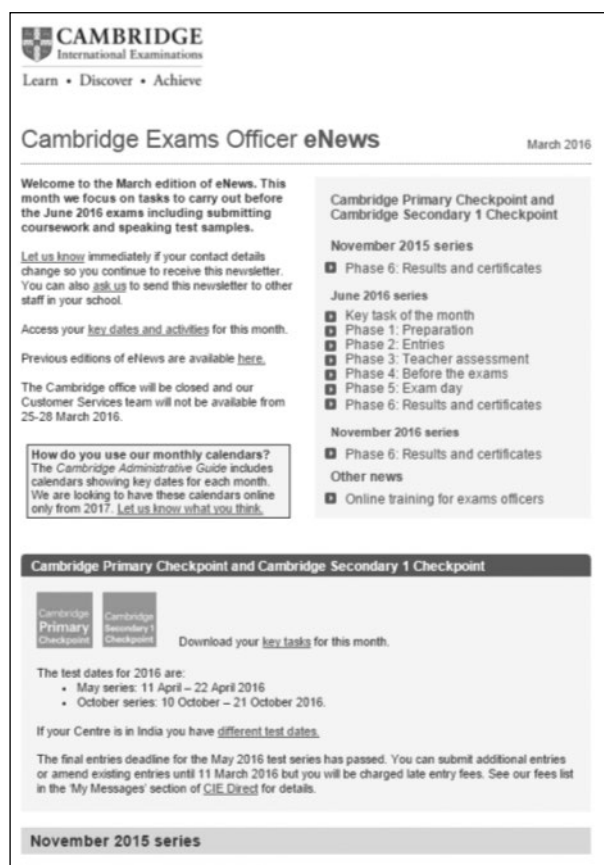 CAMBRIDGE
International Examinations
Learn • Discover • Achieve
Cambridge Exams Officer eNews
March 2016
Welcome to the March edition of eNews. This
month we focus on tasks to carry out before
the June 2016 exams including submitting
coursework and speaking test samples.
Let us know immediately if your contact details
change so you continue to receive this newsletter.
You can also ask us to send this newsletter to other
staff in your school.
Access your key dates and activities for this month.
Previous editions of eNews are available here.
The Cambridge office will be closed and our
Customer Services team will not be available from
25-28 March 2016.
How do you use our monthly calendars?
The Cambridge Administrative Guide includes
calendars showing key dates for each month.
We are looking to have these calendars online
only from 2017. Let us know what you think.
Cambridge Primary Checkpoint and
Cambridge Secondary 1 Checkpoint
November 2015 series
Phase 6: Results and certificates
June 2016 series
Key task of the month
Phase 1: Preparation
Phase 2: Entries
Phase 3: Teacher assessment
Phase 4: Before the exams
Phase 5: Exam day
Phase 6: Results and certificates
November 2016 series
Phase 6: Results and certificates
Other news
Online training for exams officers
Cambridge Primary Checkpoint and Cambridge Secondary 1 Checkpoint
Cambridge
Primary
Checkpoint
Cambridge
Secondary 1
Checkpoint
Download your key tasks for this month.
The test dates for 2016 are:
• May series: 11 April – 22 April 2016
• October series: 10 October – 21 October 2016.
If your Centre is in India you have different test dates.
The final entries deadline for the May 2016 test series has passed. You can submit additional entries
or amend existing entries until 11 March 2016 but you will be charged late entry fees. See our fees list
in the 'My Messages' section of CIE Direct for details.
November 2015 series